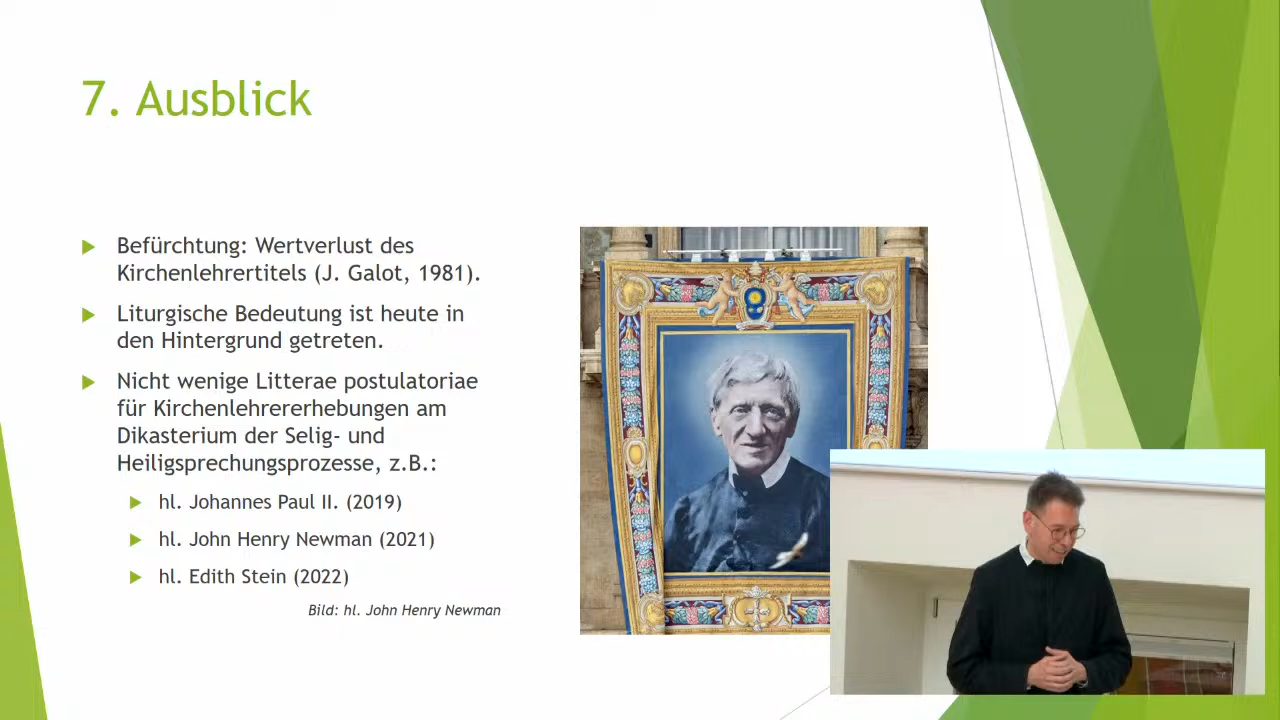 7. Ausblick
Befürchtung: Wertverlust des
Kirchenlehrertitels (J. Galot, 1981).
Liturgische Bedeutung ist heute in
den Hintergrund getreten.
Nicht wenige Litterae postulatoriae
für Kirchenlehrererhebungen am
Dikasterium der Selig- und
Heiligsprechungsprozesse, z.B.:
hl. Johannes Paul II. (2019)
hl. John Henry Newman (2021)
hl. Edith Stein (2022)
Bild: hl. John Henry Newman